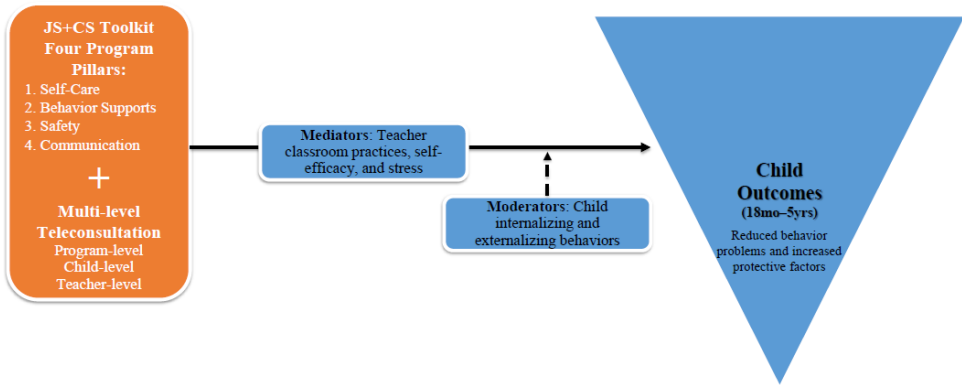 JS+CS Toolkit
Four Program
Pillars:
1. Self-Care
2. Behavior Supports
3. Safety
4. Communication
+
Multi-level
Teleconsultation
Program-level
Child-level
Teacher-level
Mediators: Teacher
classroom practices, self-
efficacy, and stress
Moderators: Child
internalizing and
externalizing behaviors
Child
Outcomes
(18mo–5yrs)
Reduced behavior
problems and increased
protective factors